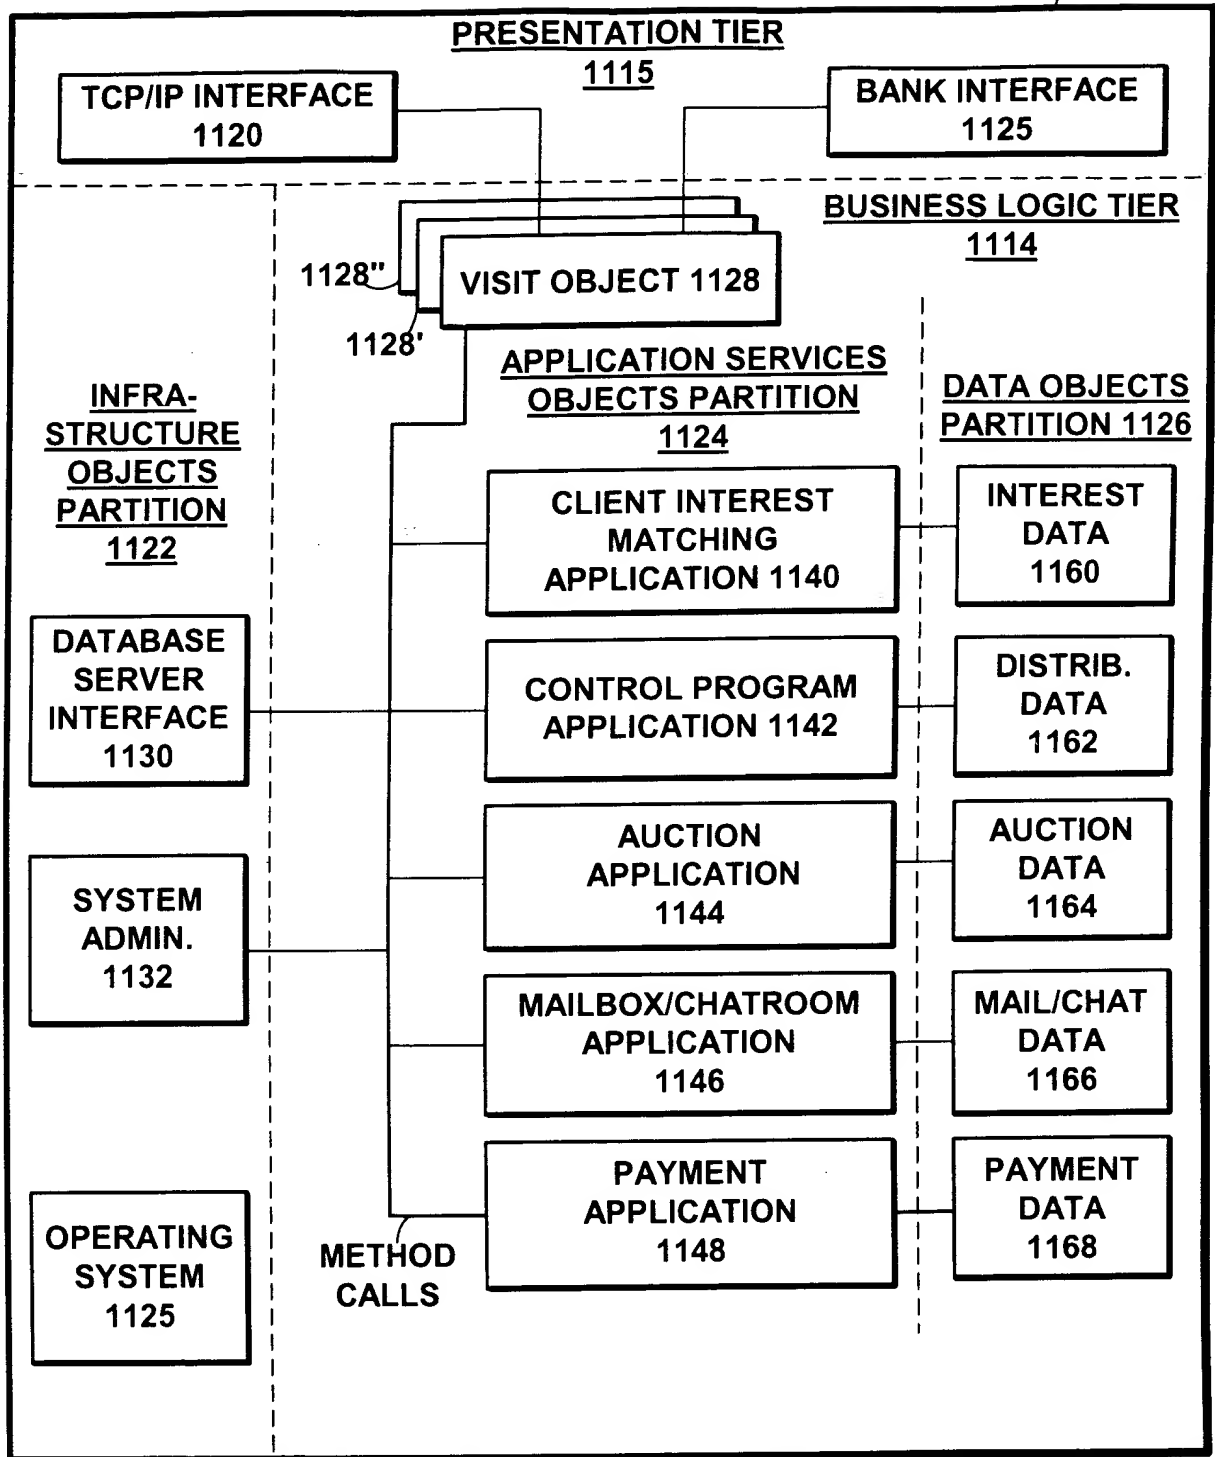 PRESENTATION TIER
1115
TCP/IP INTERFACE
1120
BANK INTERFACE
1125
BUSINESS LOGIC TIER
1114
1128"
VISIT OBJECT 1128
1128'
INFRA-
STRUCTURE
OBJECTS
PARTITION
1122
APPLICATION SERVICES
OBJECTS PARTITION
1124
DATA OBJECTS
PARTITION 1126
CLIENT INTEREST
MATCHING
APPLICATION 1140
INTEREST
DATA
1160
DATABASE
SERVER
INTERFACE
1130
CONTROL PROGRAM
APPLICATION 1142
DISTRIB.
DATA
1162
AUCTION
APPLICATION
1144
AUCTION
DATA
1164
SYSTEM
ADMIN.
1132
MAILBOX/CHATROOM
APPLICATION
1146
MAIL/CHAT
DATA
1166
PAYMENT
APPLICATION
1148
PAYMENT
DATA
1168
OPERATING
SYSTEM
1125
METHOD
CALLS